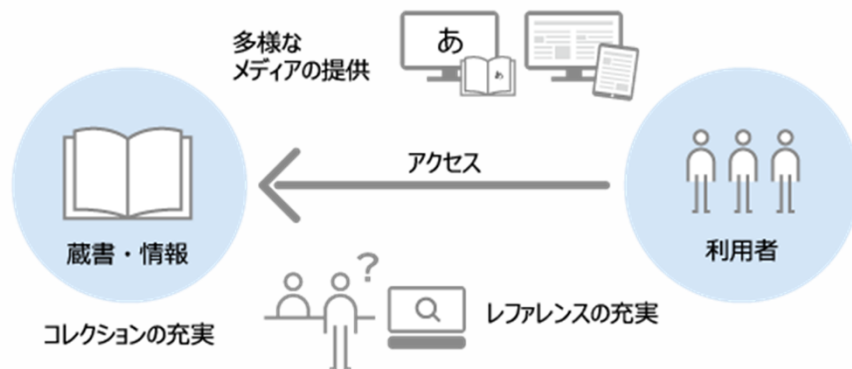 多様な
メディアの提供
あ
あ
アクセス
蔵書・情報
利用者
?
コレクションの充実
レファレンスの充実